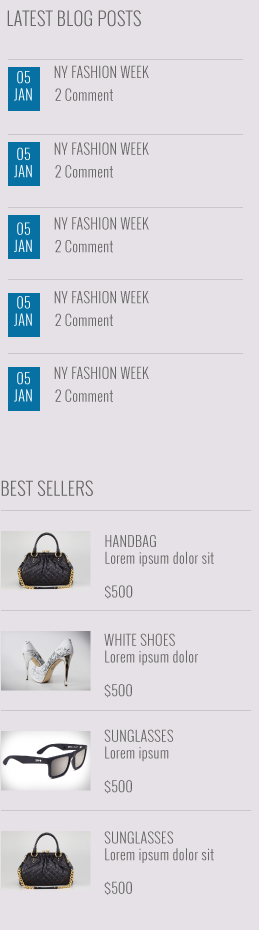 LATEST BLOG POSTS
05
JAN
NY FASHION WEEK
2 Comment
05
JAN
NY FASHION WEEK
2 Comment
05
JAN
NY FASHION WEEK
2 Comment
05
JAN
NY FASHION WEEK
2 Comment
05
JAN
NY FASHION WEEK
2 Comment
BEST SELLERS
HANDBAG
Lorem ipsum dolor sit
$500
WHITE SHOES
Lorem ipsum dolor
$500
SUNGLASSES
Lorem ipsum
$500
SUNGLASSES
Lorem ipsum dolor sit
$500